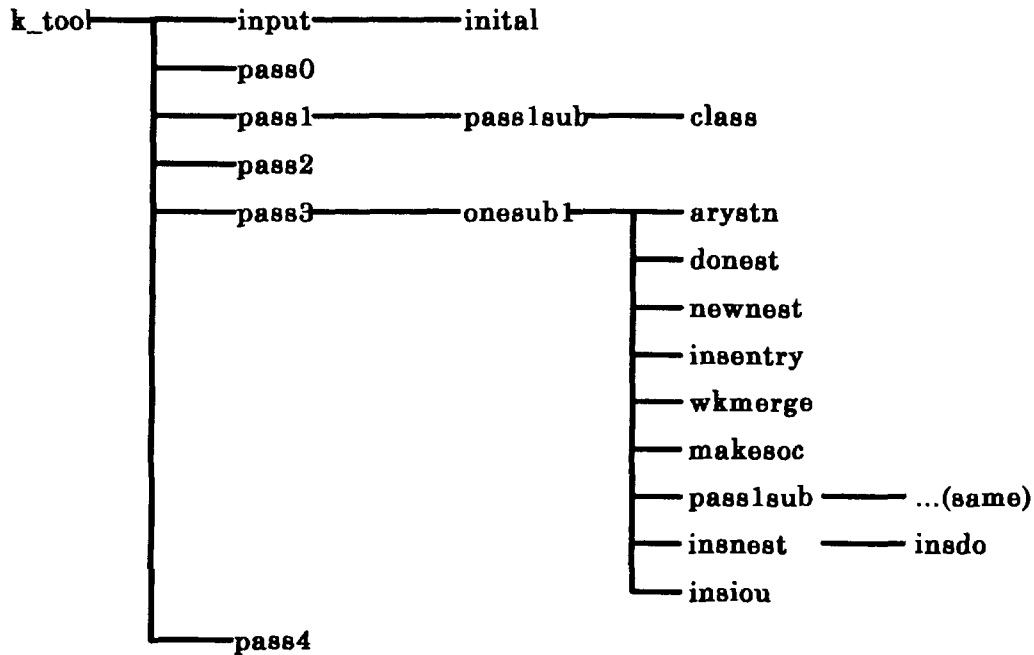 k_tool input inital
pass0
pass1 pass1sub class
pass2
pass3 onesub1 arystn
donest
newnest
insentry
wkmerge
makesoc
pass1sub ...(same)
insnest insdo
insiou
pass4